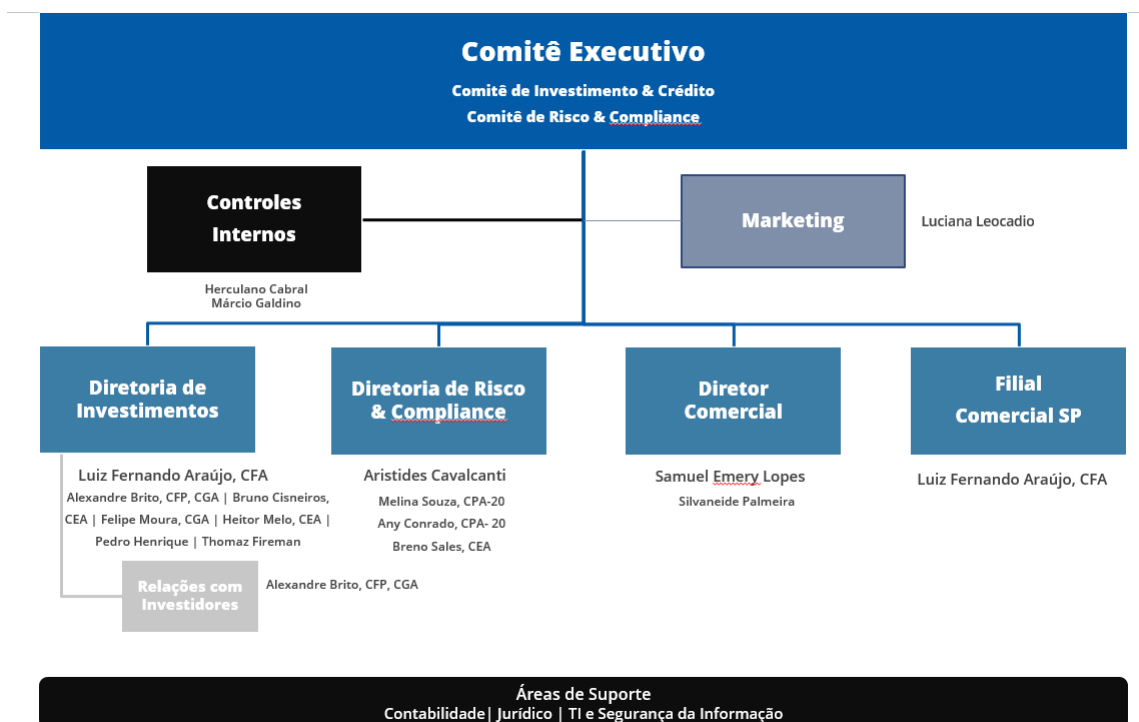 Comitê Executivo
Comitê de Investimento & Crédito
Comitê de Risco & Compliance
Controles
Internos
Herculano Cabral
Márcio Galdino
Marketing
Luciana Leocadio
Diretoria de
Investimentos
Luiz Fernando Araújo, CFA
Alexandre Brito, CFP, CGA | Bruno Cisneiros,
CEA | Felipe Moura, CGA | Heitor Melo, CEA |
Pedro Henrique | Thomaz Fireman
Relações com
Investidores
Alexandre Brito, CFP, CGA
Diretoria de Risco
& Compliance
Aristides Cavalcanti
Melina Souza, CPA-20
Any Conrado, CPA- 20
Breno Sales, CEA
Diretor
Comercial
Samuel Emery Lopes
Silvaneide Palmeira
Filial
Comercial SP
Luiz Fernando Araújo, CFA
Áreas de Suporte
Contabilidade| Jurídico | TI e Segurança da Informação